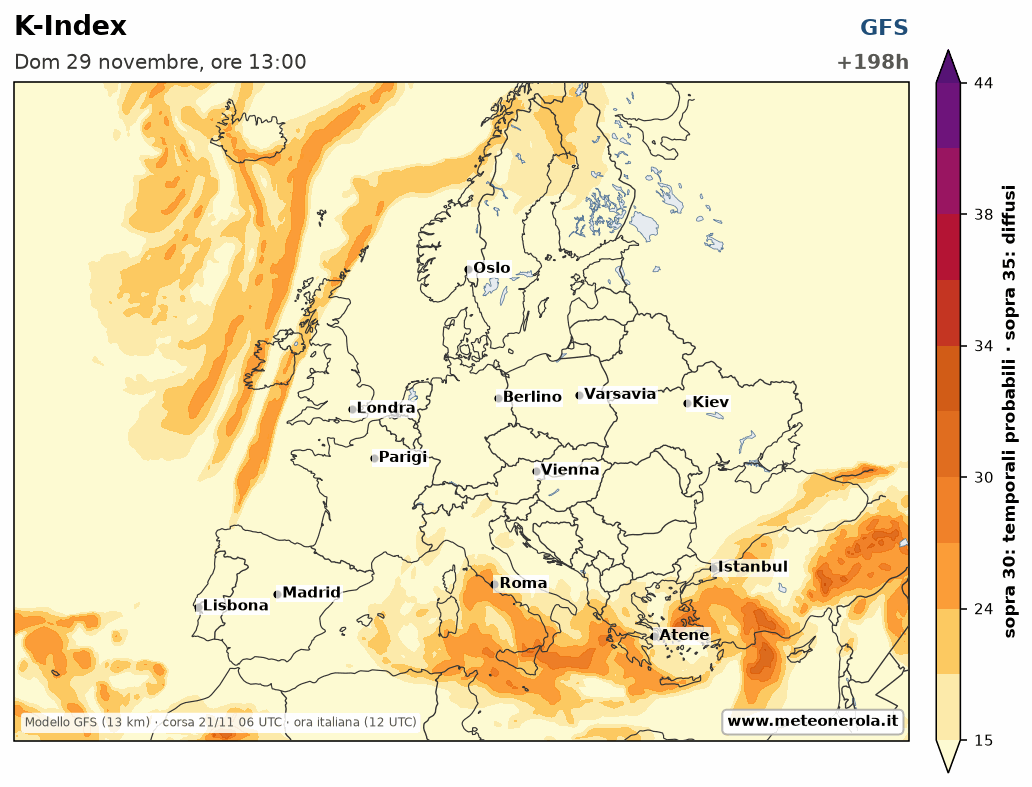 K-Index
GFS
Dom 29 novembre, ore 13:00
+198h
44
38
34
30
24
15
sopra 30: temporali probabili · sopra 35: diffusi
Oslo
Berlino
Varsavia
Kiev
Londra
Parigi
Vienna
Istanbul
Roma
Madrid
Lisbona
Atene
Modello GFS (13 km) · corsa 21/11 06 UTC · ora italiana (12 UTC)
www.meteonerola.it